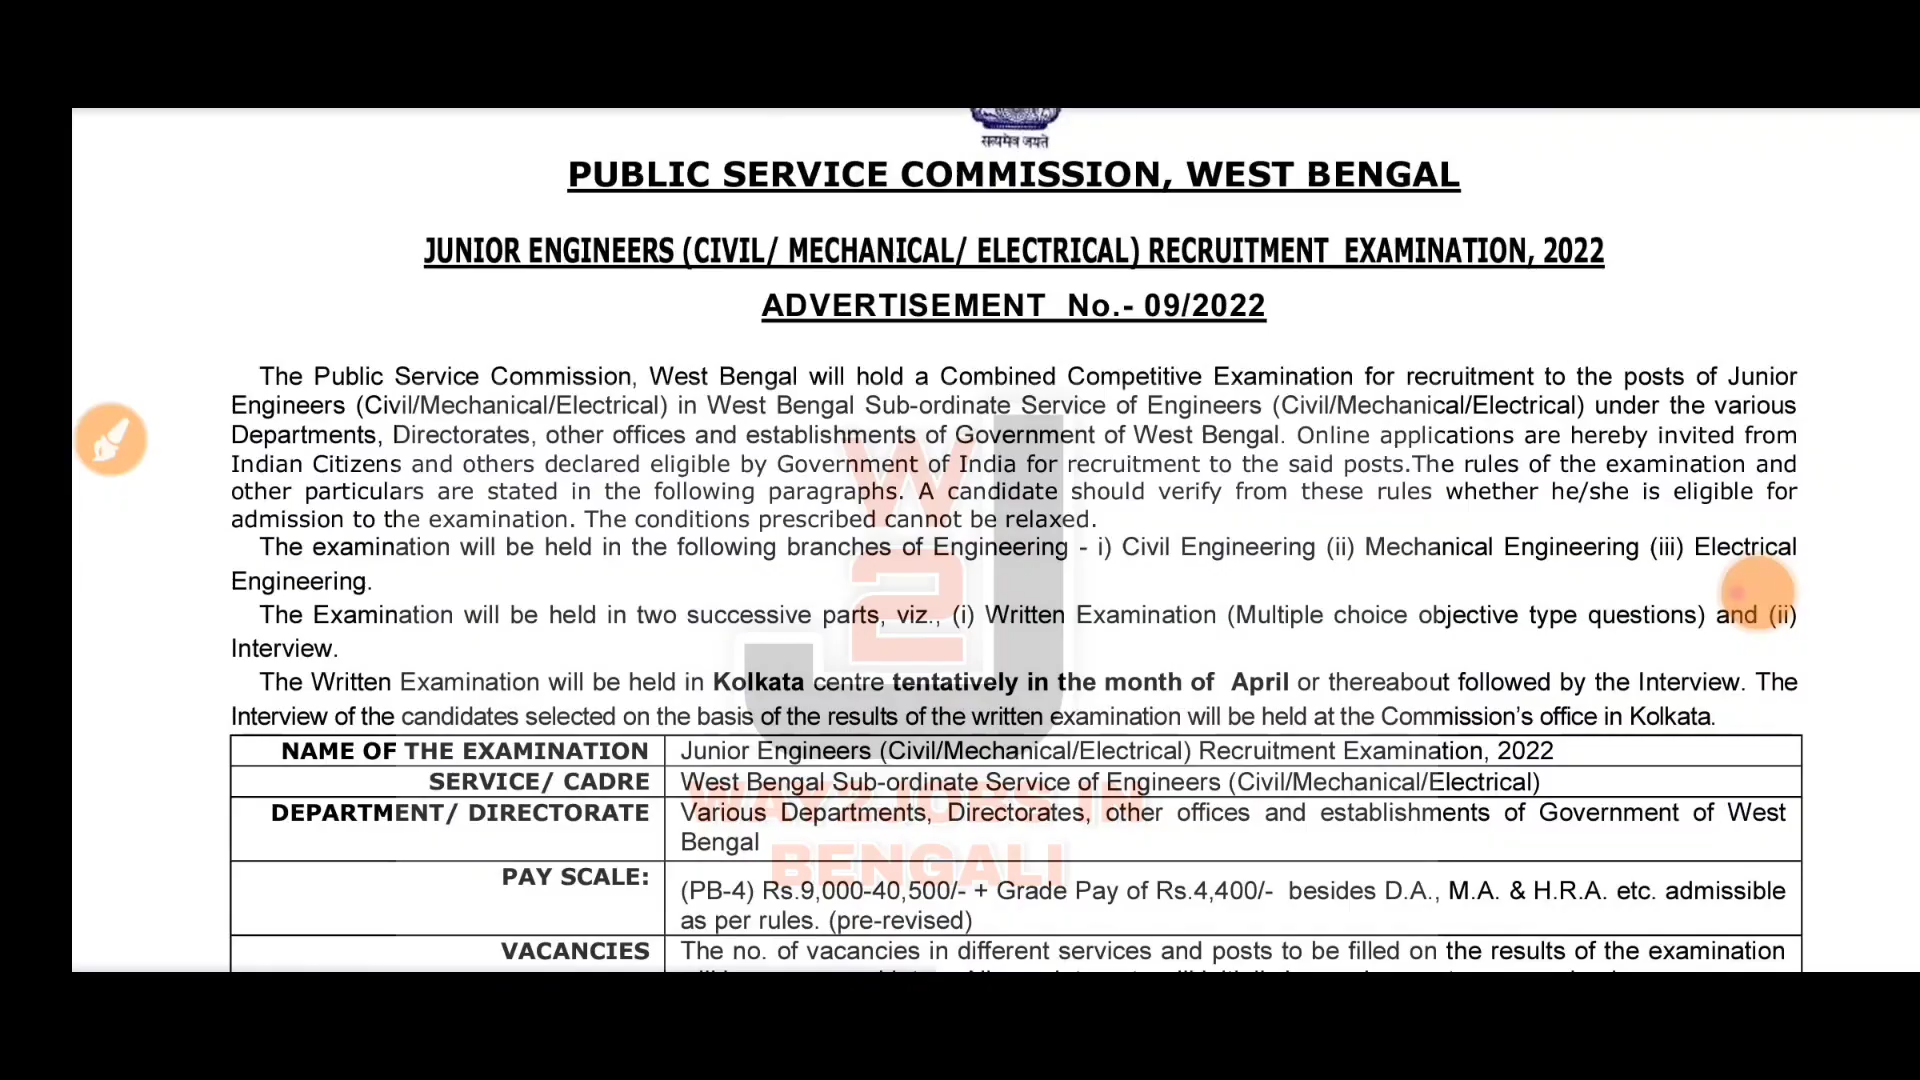 सत्यमेव जयते
PUBLIC SERVICE COMMISSION, WEST BENGAL
JUNIOR ENGINEERS (CIVIL/ MECHANICAL/ ELECTRICAL) RECRUITMENT EXAMINATION, 2022
ADVERTISEMENT No.- 09/2022
The Public Service Commission, West Bengal will hold a Combined Competitive Examination for recruitment to the posts of Junior
Engineers (Civil/Mechanical/Electrical) in West Bengal Sub-ordinate Service of Engineers (Civil/Mechanical/Electrical) under the various
Departments, Directorates, other offices and establishments of Government of West Bengal. Online applications are hereby invited from
Indian Citizens and others declared eligible by Government of India for recruitment to the said posts.The rules of the examination and
other particulars are stated in the following paragraphs. A candidate should verify from these rules whether he/she is eligible for
admission to the examination. The conditions prescribed cannot be relaxed.
The examination will be held in the following branches of Engineering - i) Civil Engineering (ii) Mechanical Engineering (iii) Electrical
Engineering.
The Examination will be held in two successive parts, viz., (i) Written Examination (Multiple choice objective type questions) and (ii)
Interview.
The Written Examination will be held in Kolkata centre tentatively in the month of April or thereabout followed by the Interview. The
Interview of the candidates selected on the basis of the results of the written examination will be held at the Commission's office in Kolkata.
NAME OF THE EXAMINATION Junior Engineers (Civil/Mechanical/Electrical) Recruitment Examination, 2022
SERVICE/ CADRE West Bengal Sub-ordinate Service of Engineers (Civil/Mechanical/Electrical)
DEPARTMENT/ DIRECTORATE Various Departments, Directorates, other offices and establishments of Government of West
Bengal
PAY SCALE: (PB-4) Rs.9,000-40,500/- + Grade Pay of Rs.4,400/- besides D.A., M.A. & H.R.A. etc. admissible
as per rules. (pre-revised)
VACANCIES The no. of vacancies in different services and posts to be filled on the results of the examination
W
2
J
WAY2JOBS IN
BENGALI